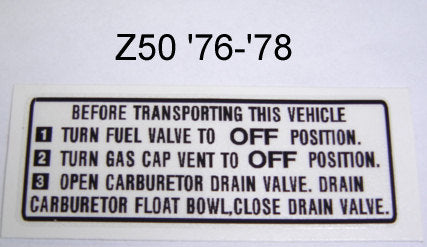 Z50 '76-'78
BEFORE TRANSPORTING THIS VEHICLE
1 TURN FUEL VALVE TO OFF POSITION.
2 TURN GAS CAP VENT TO OFF POSITION.
3 OPEN CARBURETOR DRAIN VALVE. DRAIN
CARBURETOR FLOAT BOWL,CLOSE DRAIN VALVE.